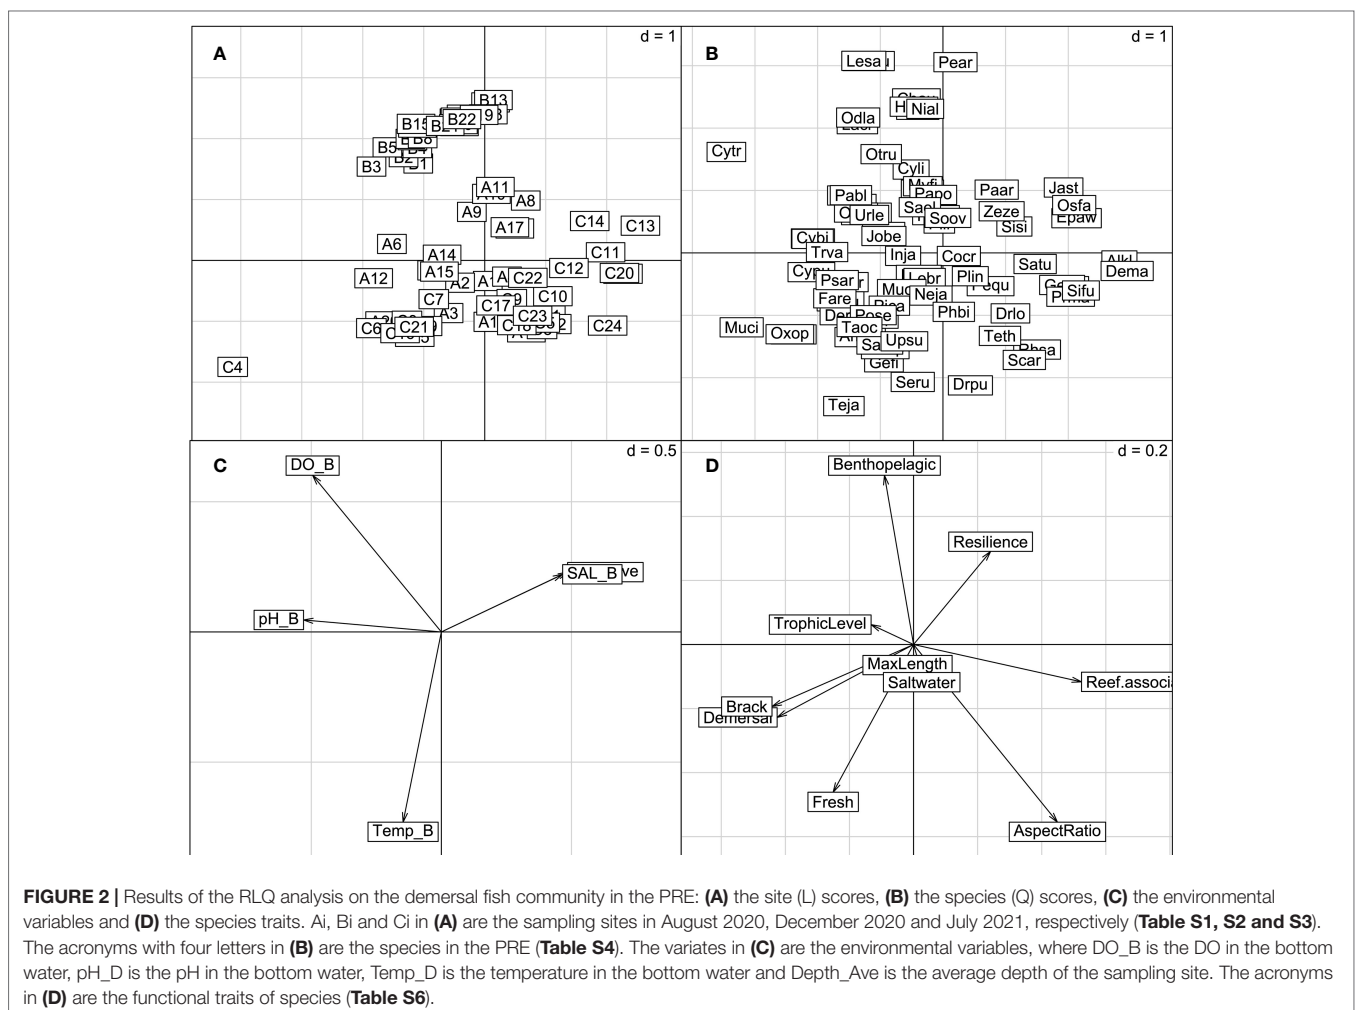 A
d = 1
B13
B15
B22
B5
B8
B3
B2
B1
A11
A9
A8
A17
C14
C13
A6
A14
C11
A12
A15
A2
C22
C12
C20
C7
C17
C10
A3
C23
C6
C21
A1
C24
C4
B
d = 1
Lesa
Pear
Nial
Odla
Cytr
Otru
Cyli
Pabl
Papo
Paar
Jast
Urle
Soov
Zeze
Osfa
Epaw
Sisi
Cybi
Jobe
Trva
Inja
Cocr
Satu
Dema
Psar
Plin
Fare
Neja
Sifu
Phbi
Drlo
Muci
Oxop
Taoc
Upsu
Teth
Scar
Gefi
Seru
Drpu
Teja
C
d = 0.5
DO_B
SAL_B
pH_B
Temp_B
D
d = 0.2
Benthopelagic
Resilience
TrophicLevel
MaxLength
Saltwater
Reef.associa
Brack
Demersal
Fresh
AspectRatio
FIGURE 2 | Results of the RLQ analysis on the demersal fish community in the PRE: (A) the site (L) scores, (B) the species (Q) scores, (C) the environmental
variables and (D) the species traits. Ai, Bi and Ci in (A) are the sampling sites in August 2020, December 2020 and July 2021, respectively (Table S1, S2 and S3).
The acronyms with four letters in (B) are the species in the PRE (Table S4). The variates in (C) are the environmental variables, where DO_B is the DO in the bottom
water, pH_D is the pH in the bottom water, Temp_D is the temperature in the bottom water and Depth_Ave is the average depth of the sampling site. The acronyms
in (D) are the functional traits of species (Table S6).